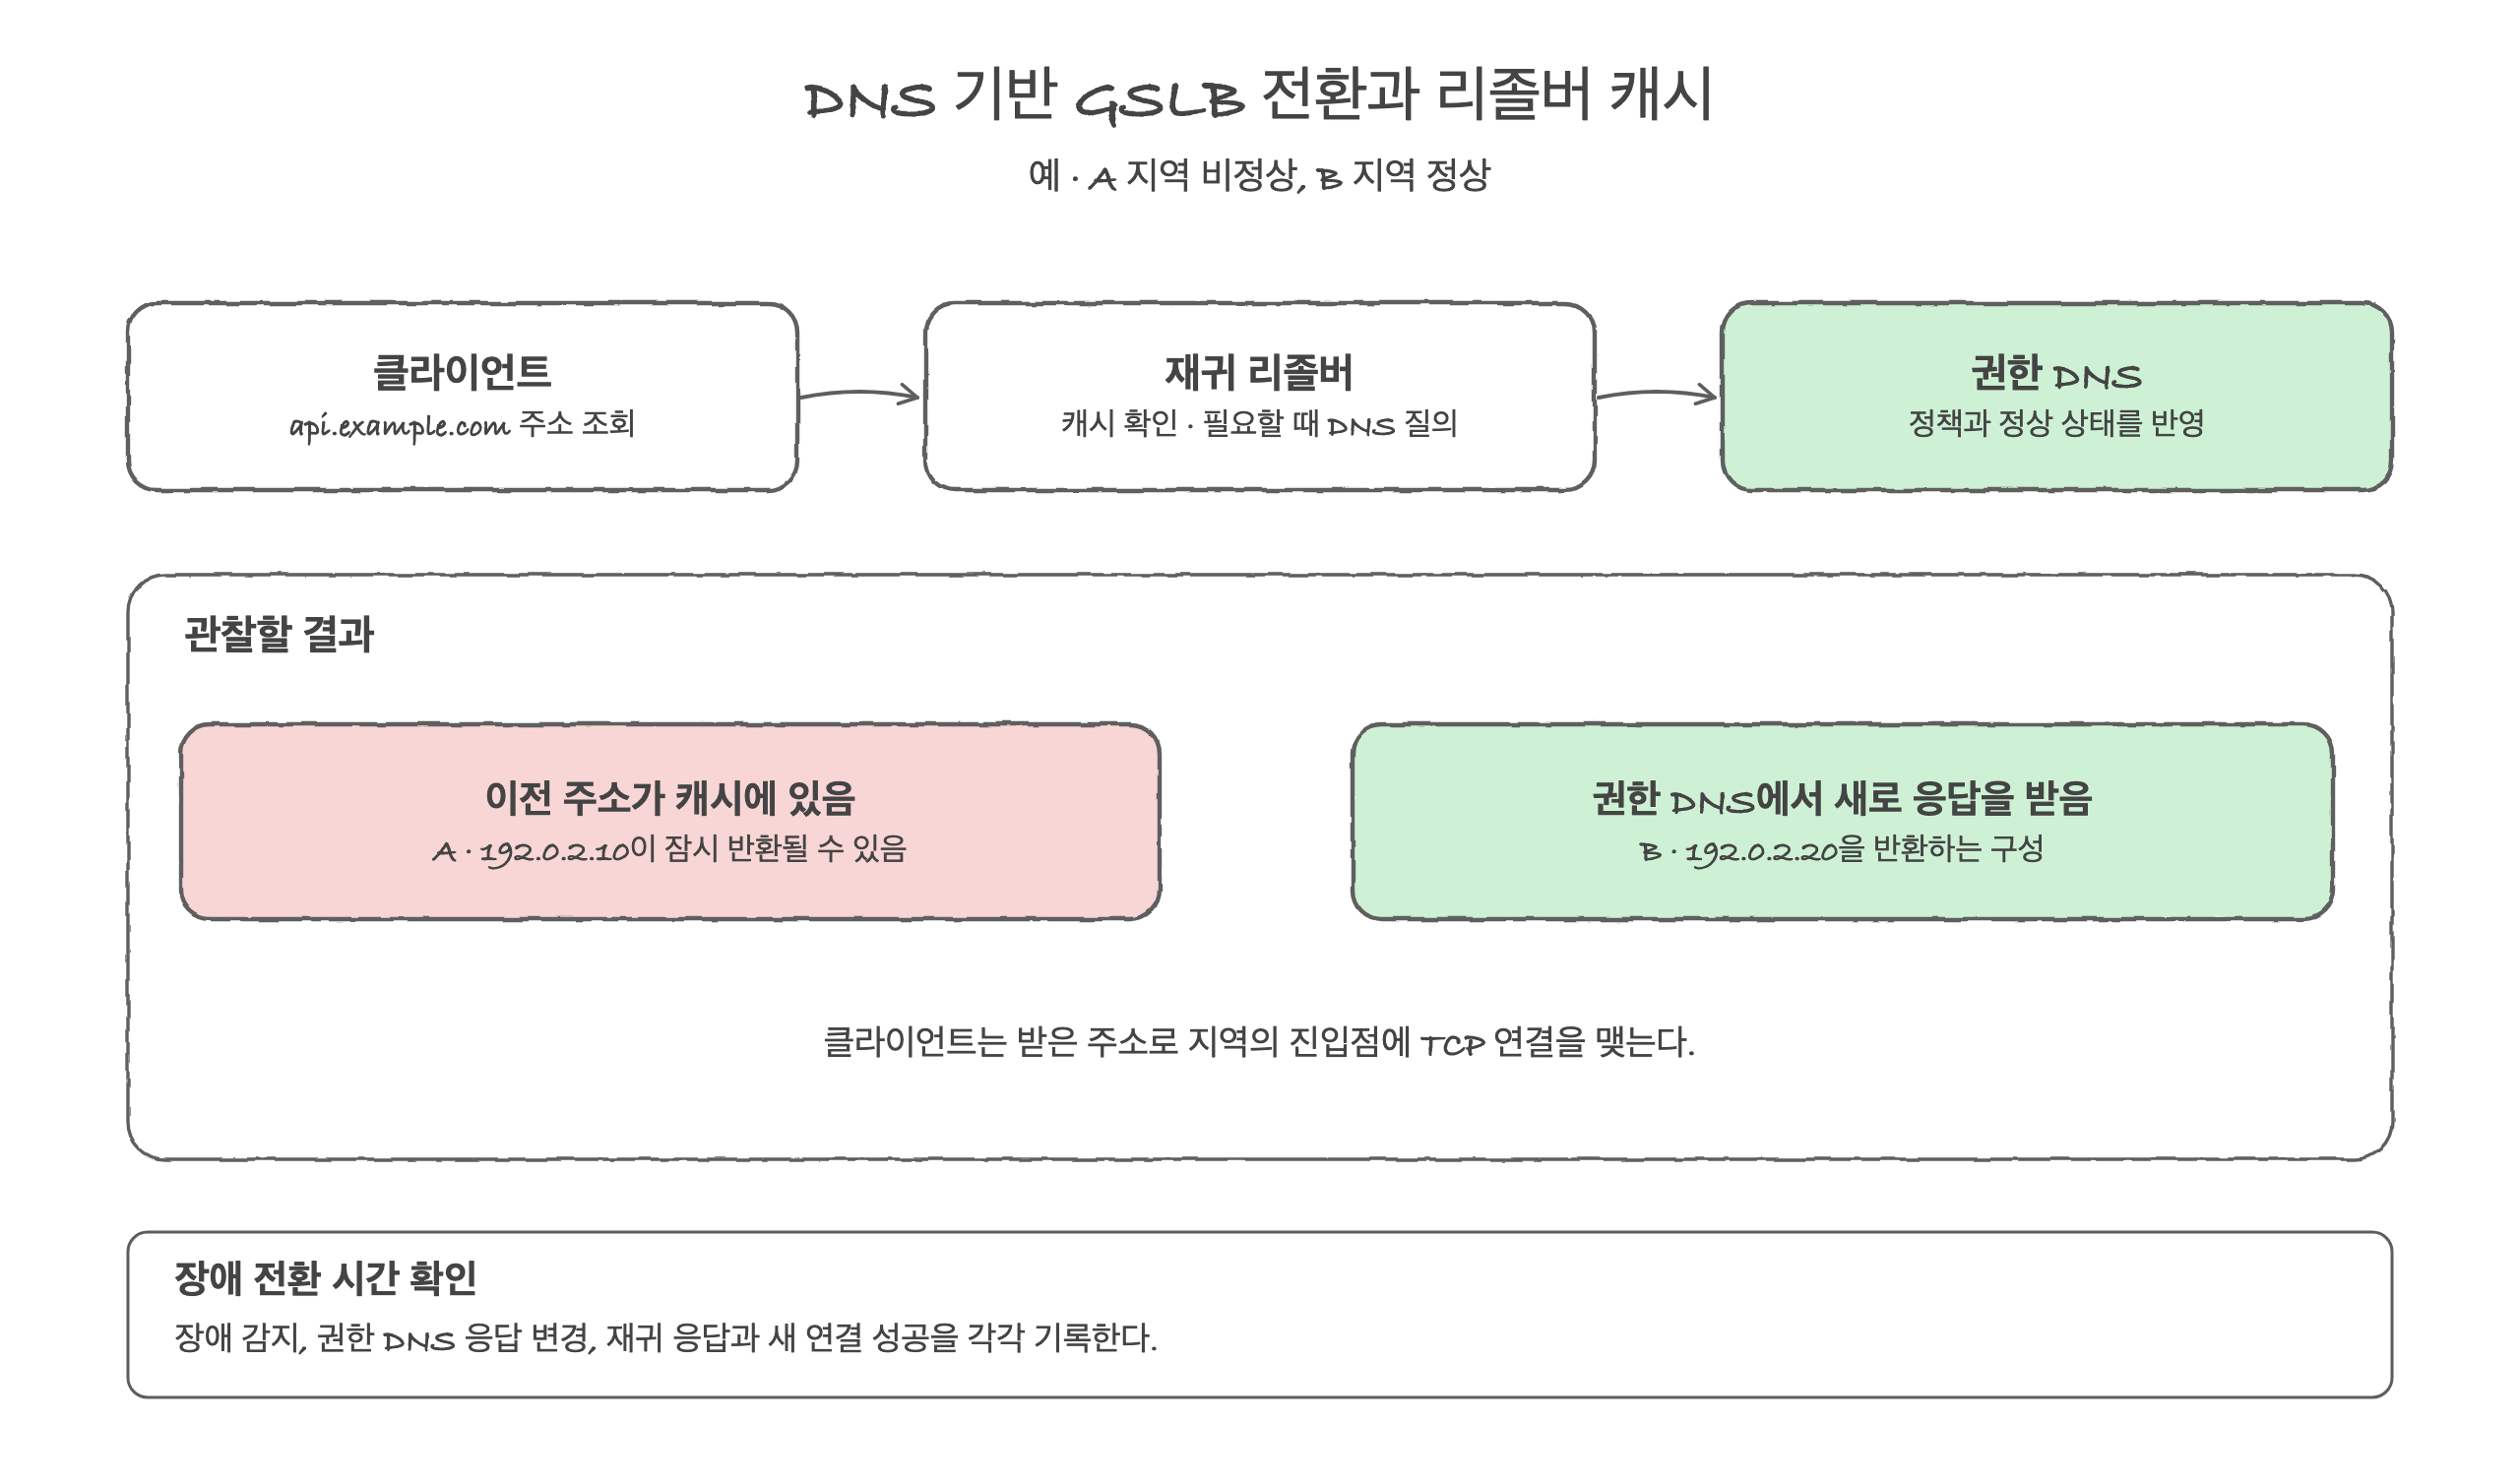 DNS 기반 GSLB 전환과 리졸버 캐시
예 · A 지역 비정상, B 지역 정상
클라이언트
api.example.com 주소 조회
재귀 리졸버
캐시 확인 · 필요할 때 DNS 질의
권한 DNS
정책과 정상 상태를 반영
관찰할 결과
이전 주소가 캐시에 있음
A · 192.0.2.10이 잠시 반환될 수 있음
권한 DNS에서 새로 응답을 받음
B · 192.0.2.20을 반환하는 구성
클라이언트는 받은 주소로 지역의 진입점에 TCP 연결을 맺는다.
장애 전환 시간 확인
장애 감지, 권한 DNS 응답 변경, 재귀 응답과 새 연결 성공을 각각 기록한다.